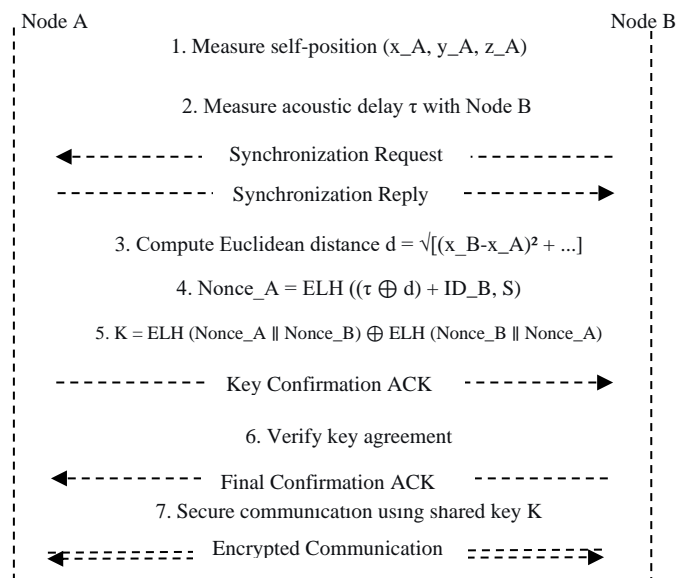 Node A
Node B
1. Measure self-position (x_A, y_A, z_A)
2. Measure acoustic delay τ with Node B
Synchronization Request
Synchronization Reply
3. Compute Euclidean distance d = √[(x_B-x_A)² + ...]
4. Nonce_A = ELH ((τ ⊕ d) + ID_B, S)
5. K = ELH (Nonce_A ∥ Nonce_B) ⊕ ELH (Nonce_B ∥ Nonce_A)
Key Confirmation ACK
6. Verify key agreement
Final Confirmation ACK
7. Secure communication using shared key K
Encrypted Communication